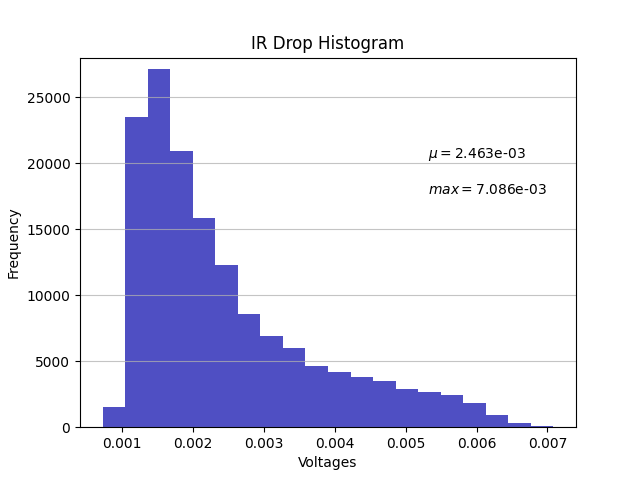 IR Drop Histogram
25000
20000
15000
10000
5000
0
Frequency
μ = 2.463e-03
max = 7.086e-03
0.001 0.002 0.003 0.004 0.005 0.006 0.007
Voltages